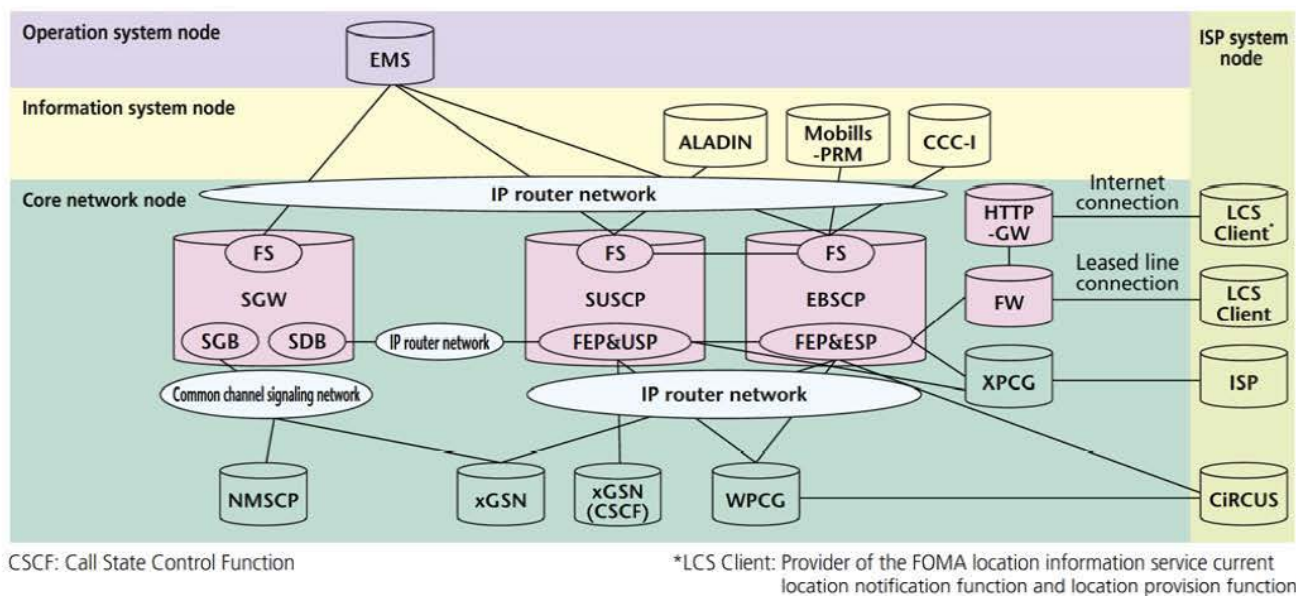 Operation system node
EMS
ISP system
node
Information system node
ALADIN
Mobills
-PRM
CCC-I
Core network node
IP router network
HTTP
-GW
Internet
connection
LCS
Client*
FS
SGW
SGB
SDB
FS
SUSCP
FEP&USP
FS
EBSCP
FEP&ESP
FW
Leased line
connection
LCS
Client
IP router network
XPCG
ISP
Common channel signaling network
IP router network
NMSCP
xGSN
xGSN
(CSCF)
WPCG
CiRCUS
CSCF: Call State Control Function
*LCS Client: Provider of the FOMA location information service current
location notification function and location provision function